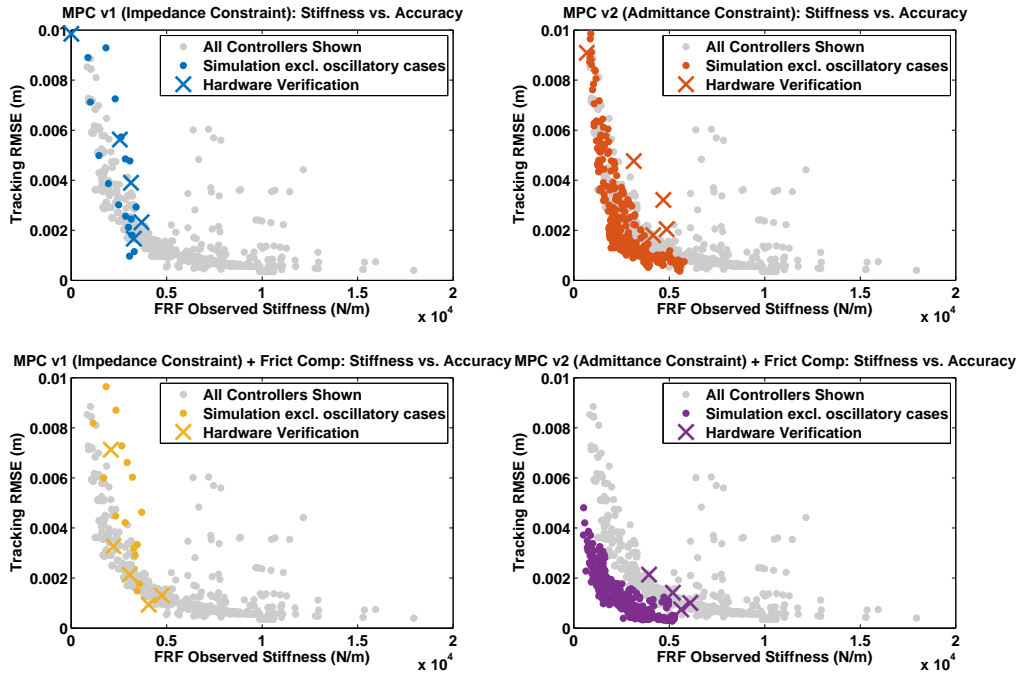 MPC v1 (Impedance Constraint): Stiffness vs. Accuracy
0.01
0.008
0.006
0.004
0.002
0
Tracking RMSE (m)
All Controllers Shown
Simulation excl. oscillatory cases
Hardware Verification
0 0.5 1 1.5 2
x 10^4
FRF Observed Stiffness (N/m)
MPC v2 (Admittance Constraint): Stiffness vs. Accuracy
0.01
0.008
0.006
0.004
0.002
0
Tracking RMSE (m)
All Controllers Shown
Simulation excl. oscillatory cases
Hardware Verification
0 0.5 1 1.5 2
x 10^4
FRF Observed Stiffness (N/m)
MPC v1 (Impedance Constraint) + Frict Comp: Stiffness vs. Accuracy
0.01
0.008
0.006
0.004
0.002
0
Tracking RMSE (m)
All Controllers Shown
Simulation excl. oscillatory cases
Hardware Verification
0 0.5 1 1.5 2
x 10^4
FRF Observed Stiffness (N/m)
MPC v2 (Admittance Constraint) + Frict Comp: Stiffness vs. Accuracy
0.01
0.008
0.006
0.004
0.002
0
Tracking RMSE (m)
All Controllers Shown
Simulation excl. oscillatory cases
Hardware Verification
0 0.5 1 1.5 2
x 10^4
FRF Observed Stiffness (N/m)